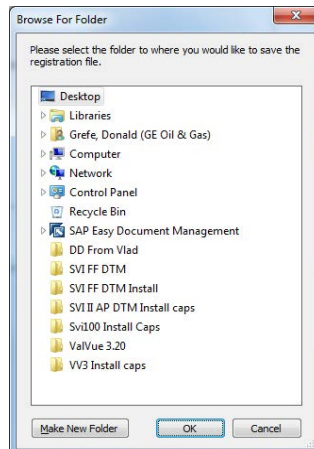 Browse For Folder
Please select the folder to where you would like to save the
registration file.
Desktop
Libraries
Grefe, Donald (GE Oil & Gas)
Computer
Network
Control Panel
Recycle Bin
SAP Easy Document Management
DD From Vlad
SVI FF DTM
SVI FF DTM Install
SVI II AP DTM Install caps
Svi100 Install Caps
ValVue 3.20
VV3 Install caps
Make New Folder OK Cancel